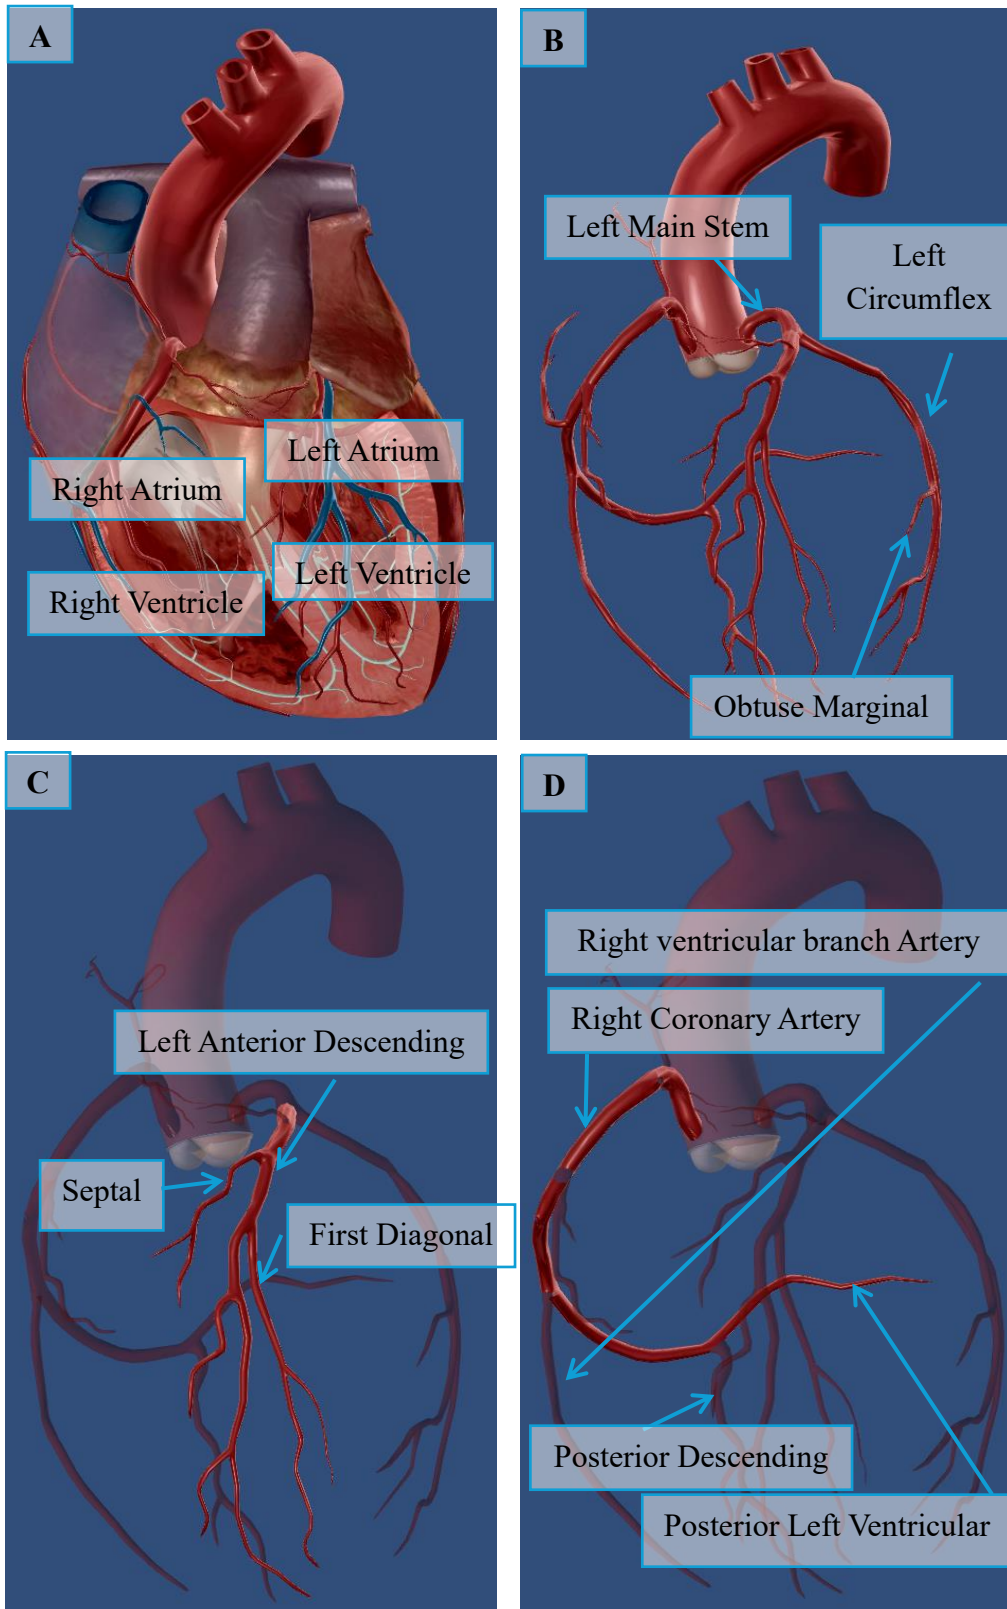 A
Left Atrium
Right Atrium
Left Ventricle
Right Ventricle
B
Left Main Stem
Left
Circumflex
Obtuse Marginal
C
Left Anterior Descending
Septal
First Diagonal
D
Right ventricular branch Artery
Right Coronary Artery
Posterior Descending
Posterior Left Ventricular